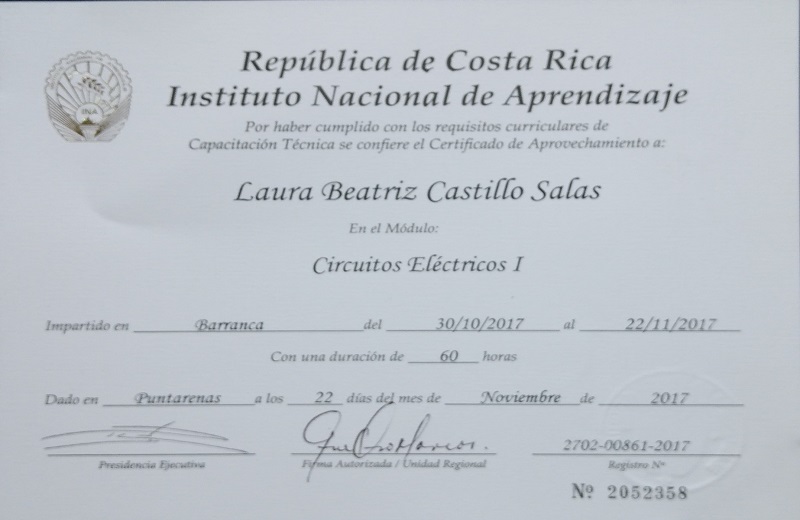 República de Costa Rica
Instituto Nacional de Aprendizaje
INA
Por haber cumplido con los requisitos curriculares de
Capacitación Técnica se confiere el Certificado de Aprovechamiento a:
Laura Beatriz Castillo Salas
En el Módulo:
Circuitos Eléctricos I
Impartido en Barranca del 30/10/2017 al 22/11/2017
Con una duración de 60 horas
Dado en Puntarenas a los 22 días del mes de Noviembre de 2017
2702-00861-2017
Presidencia Ejecutiva Firma Autorizada / Unidad Regional Registro Nº
Nº 2052358